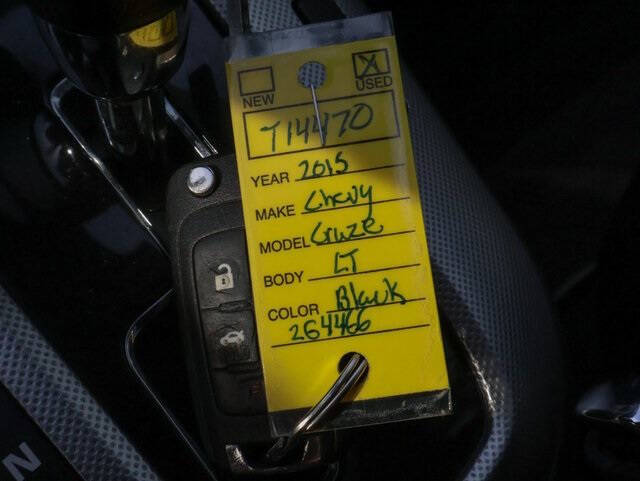 NEW X USED
T14470
YEAR 2015
MAKE Chevy
MODEL Cruze
BODY LT
COLOR Black
264466
N